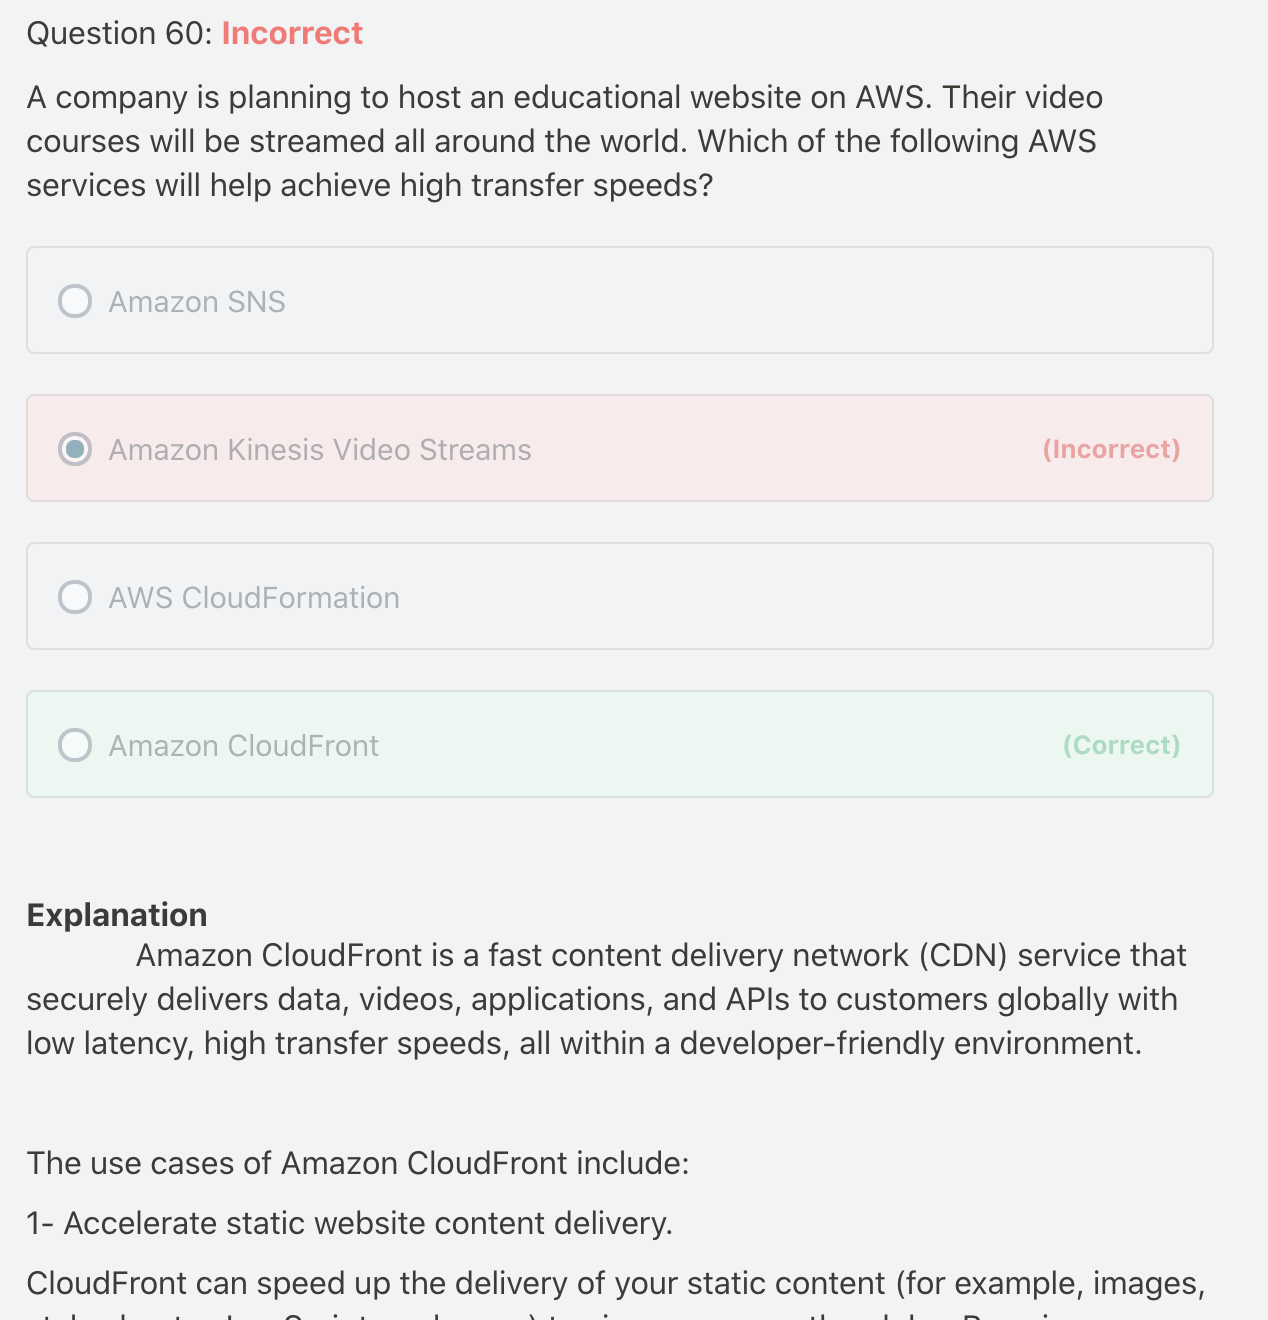 Question 60: Incorrect
A company is planning to host an educational website on AWS. Their video
courses will be streamed all around the world. Which of the following AWS
services will help achieve high transfer speeds?
Amazon SNS
Amazon Kinesis Video Streams (Incorrect)
AWS CloudFormation
Amazon CloudFront (Correct)
Explanation
Amazon CloudFront is a fast content delivery network (CDN) service that
securely delivers data, videos, applications, and APIs to customers globally with
low latency, high transfer speeds, all within a developer-friendly environment.
The use cases of Amazon CloudFront include:
1- Accelerate static website content delivery.
CloudFront can speed up the delivery of your static content (for example, images,